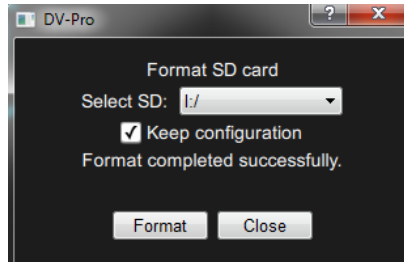 DV-Pro
Format SD card
Select SD: I:/
Keep configuration
Format completed successfully.
Format Close